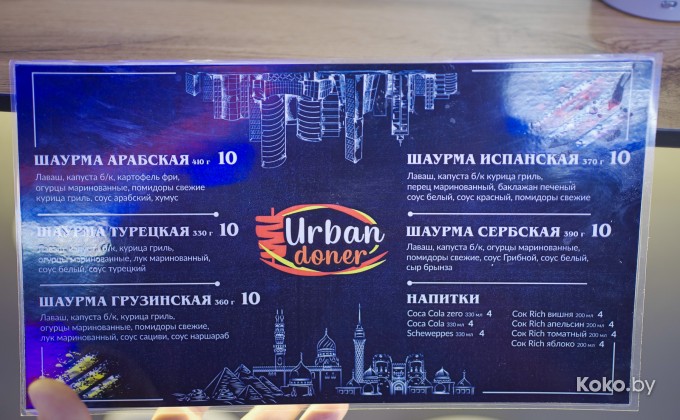 ШАУРМА АРАБСКАЯ 410 г 10
Лаваш, капуста б/к, картофель фри,
огурцы маринованные, помидоры свежие
курица гриль, соус арабский, хумус
ШАУРМА ТУРЕЦКАЯ 330 г 10
Лаваш, капуста б/к, курица гриль,
огурцы маринованные, лук маринованный,
соус белый, соус турецкий
ШАУРМА ГРУЗИНСКАЯ 360 г 10
Лаваш, капуста б/к, курица гриль,
огурцы маринованные, помидоры свежие,
лук маринованный, соус сациви, соус наршараб
Urban
doner
ШАУРМА ИСПАНСКАЯ 370 г 10
Лаваш, капуста б/к курица гриль,
перец маринованный, баклажан печеный
соус белый, соус красный, помидоры свежие
ШАУРМА СЕРБСКАЯ 390 г 10
Лаваш, капуста б/к, огурцы маринованные,
помидоры свежие, соус Грибной, соус белый,
сыр брынза
НАПИТКИ
Coca Cola zero 330 мл 4
Coca Cola 330 мл 4
Scheweppes 330 мл 4
Сок Rich вишня 200 мл 4
Сок Rich апельсин 200 мл 4
Сок Rich томатный 200 мл 4
Сок Rich яблоко 200 мл 4
Koko.by